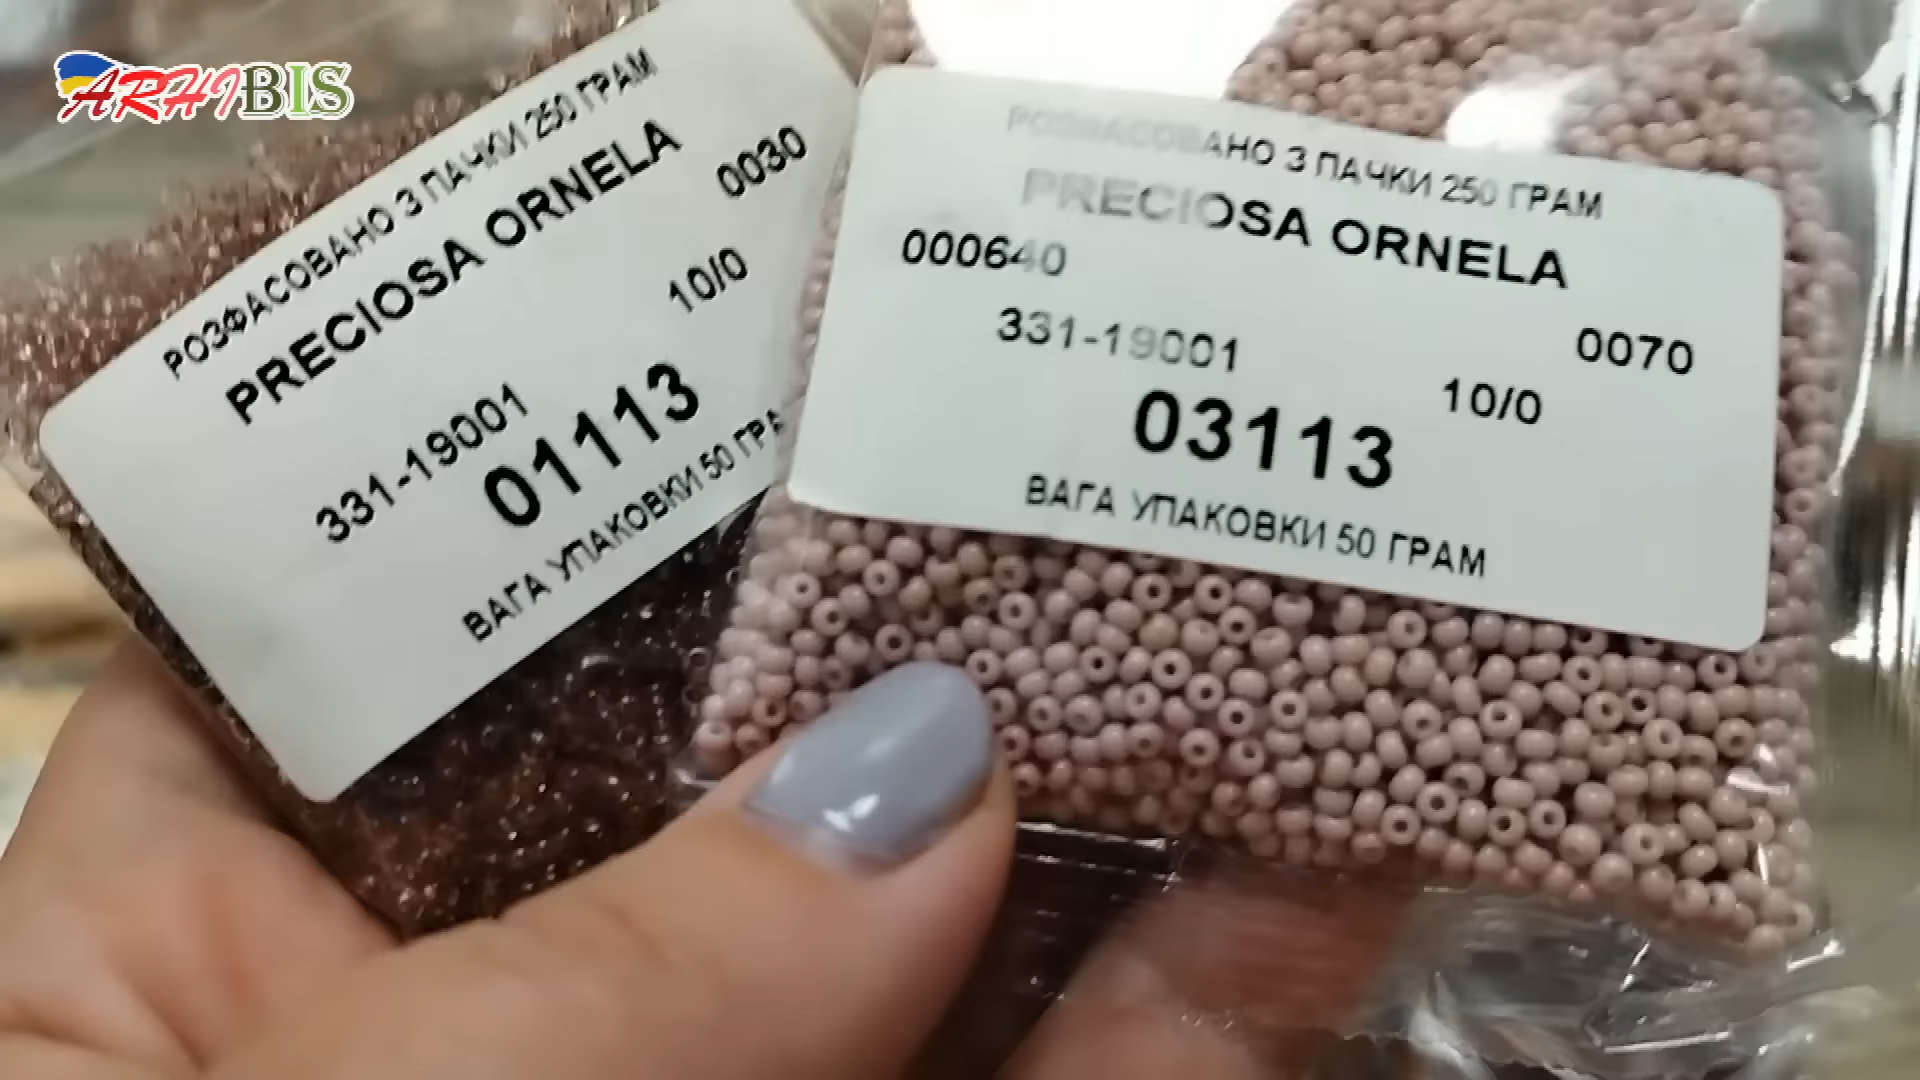 ARHIBIS
РОЗФАСОВАНО З ПАЧКИ 250 ГРАМ
PRECIOSA ORNELA
0030
331-19001
10/0
01113
ВАГА УПАКОВКИ 50 ГРА
РОЗФАСОВАНО З ПАЧКИ 250 ГРАМ
PRECIOSA ORNELA
000640
331-19001
0070
10/0
03113
ВАГА УПАКОВКИ 50 ГРАМ